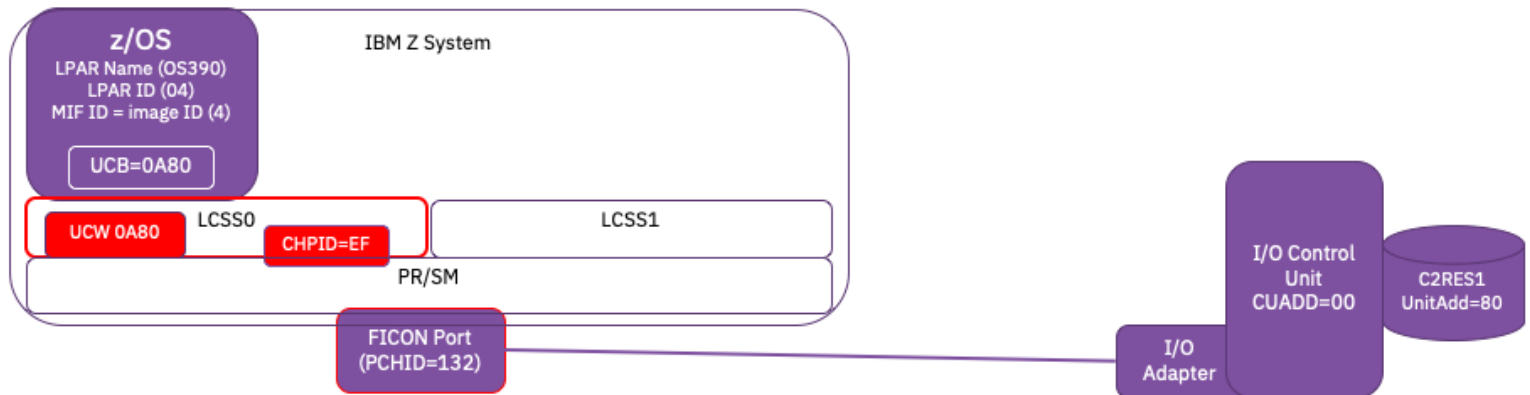 z/OS
LPAR Name (OS390)
LPAR ID (04)
MIF ID = image ID (4)
UCB=0A80
IBM Z System
UCW 0A80
LCSS0
CHPID=EF
LCSS1
PR/SM
FICON Port
(PCHID=132)
I/O
Adapter
I/O Control
Unit
CUADD=00
C2RES1
UnitAdd=80